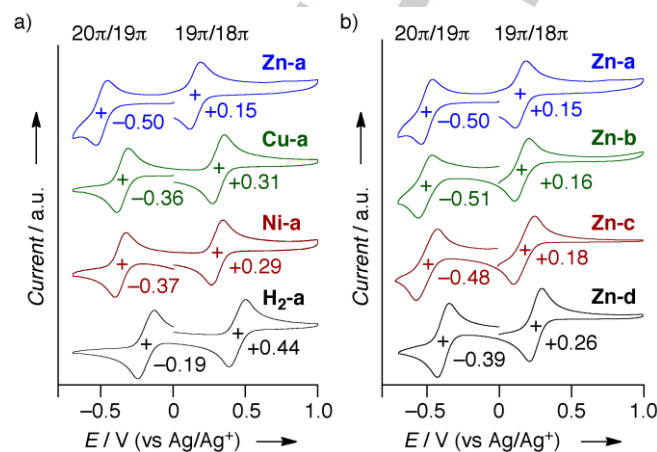 a)
20π/19π 19π/18π
Zn-a
−0.50 +0.15
Cu-a
−0.36 +0.31
Ni-a
−0.37 +0.29
H₂-a
−0.19 +0.44
Current / a.u.
−0.5 0 0.5 1.0
E / V (vs Ag/Ag⁺)
b)
20π/19π 19π/18π
Zn-a
−0.50 +0.15
Zn-b
−0.51 +0.16
Zn-c
−0.48 +0.18
Zn-d
−0.39 +0.26
Current / a.u.
−0.5 0 0.5 1.0
E / V (vs Ag/Ag⁺)